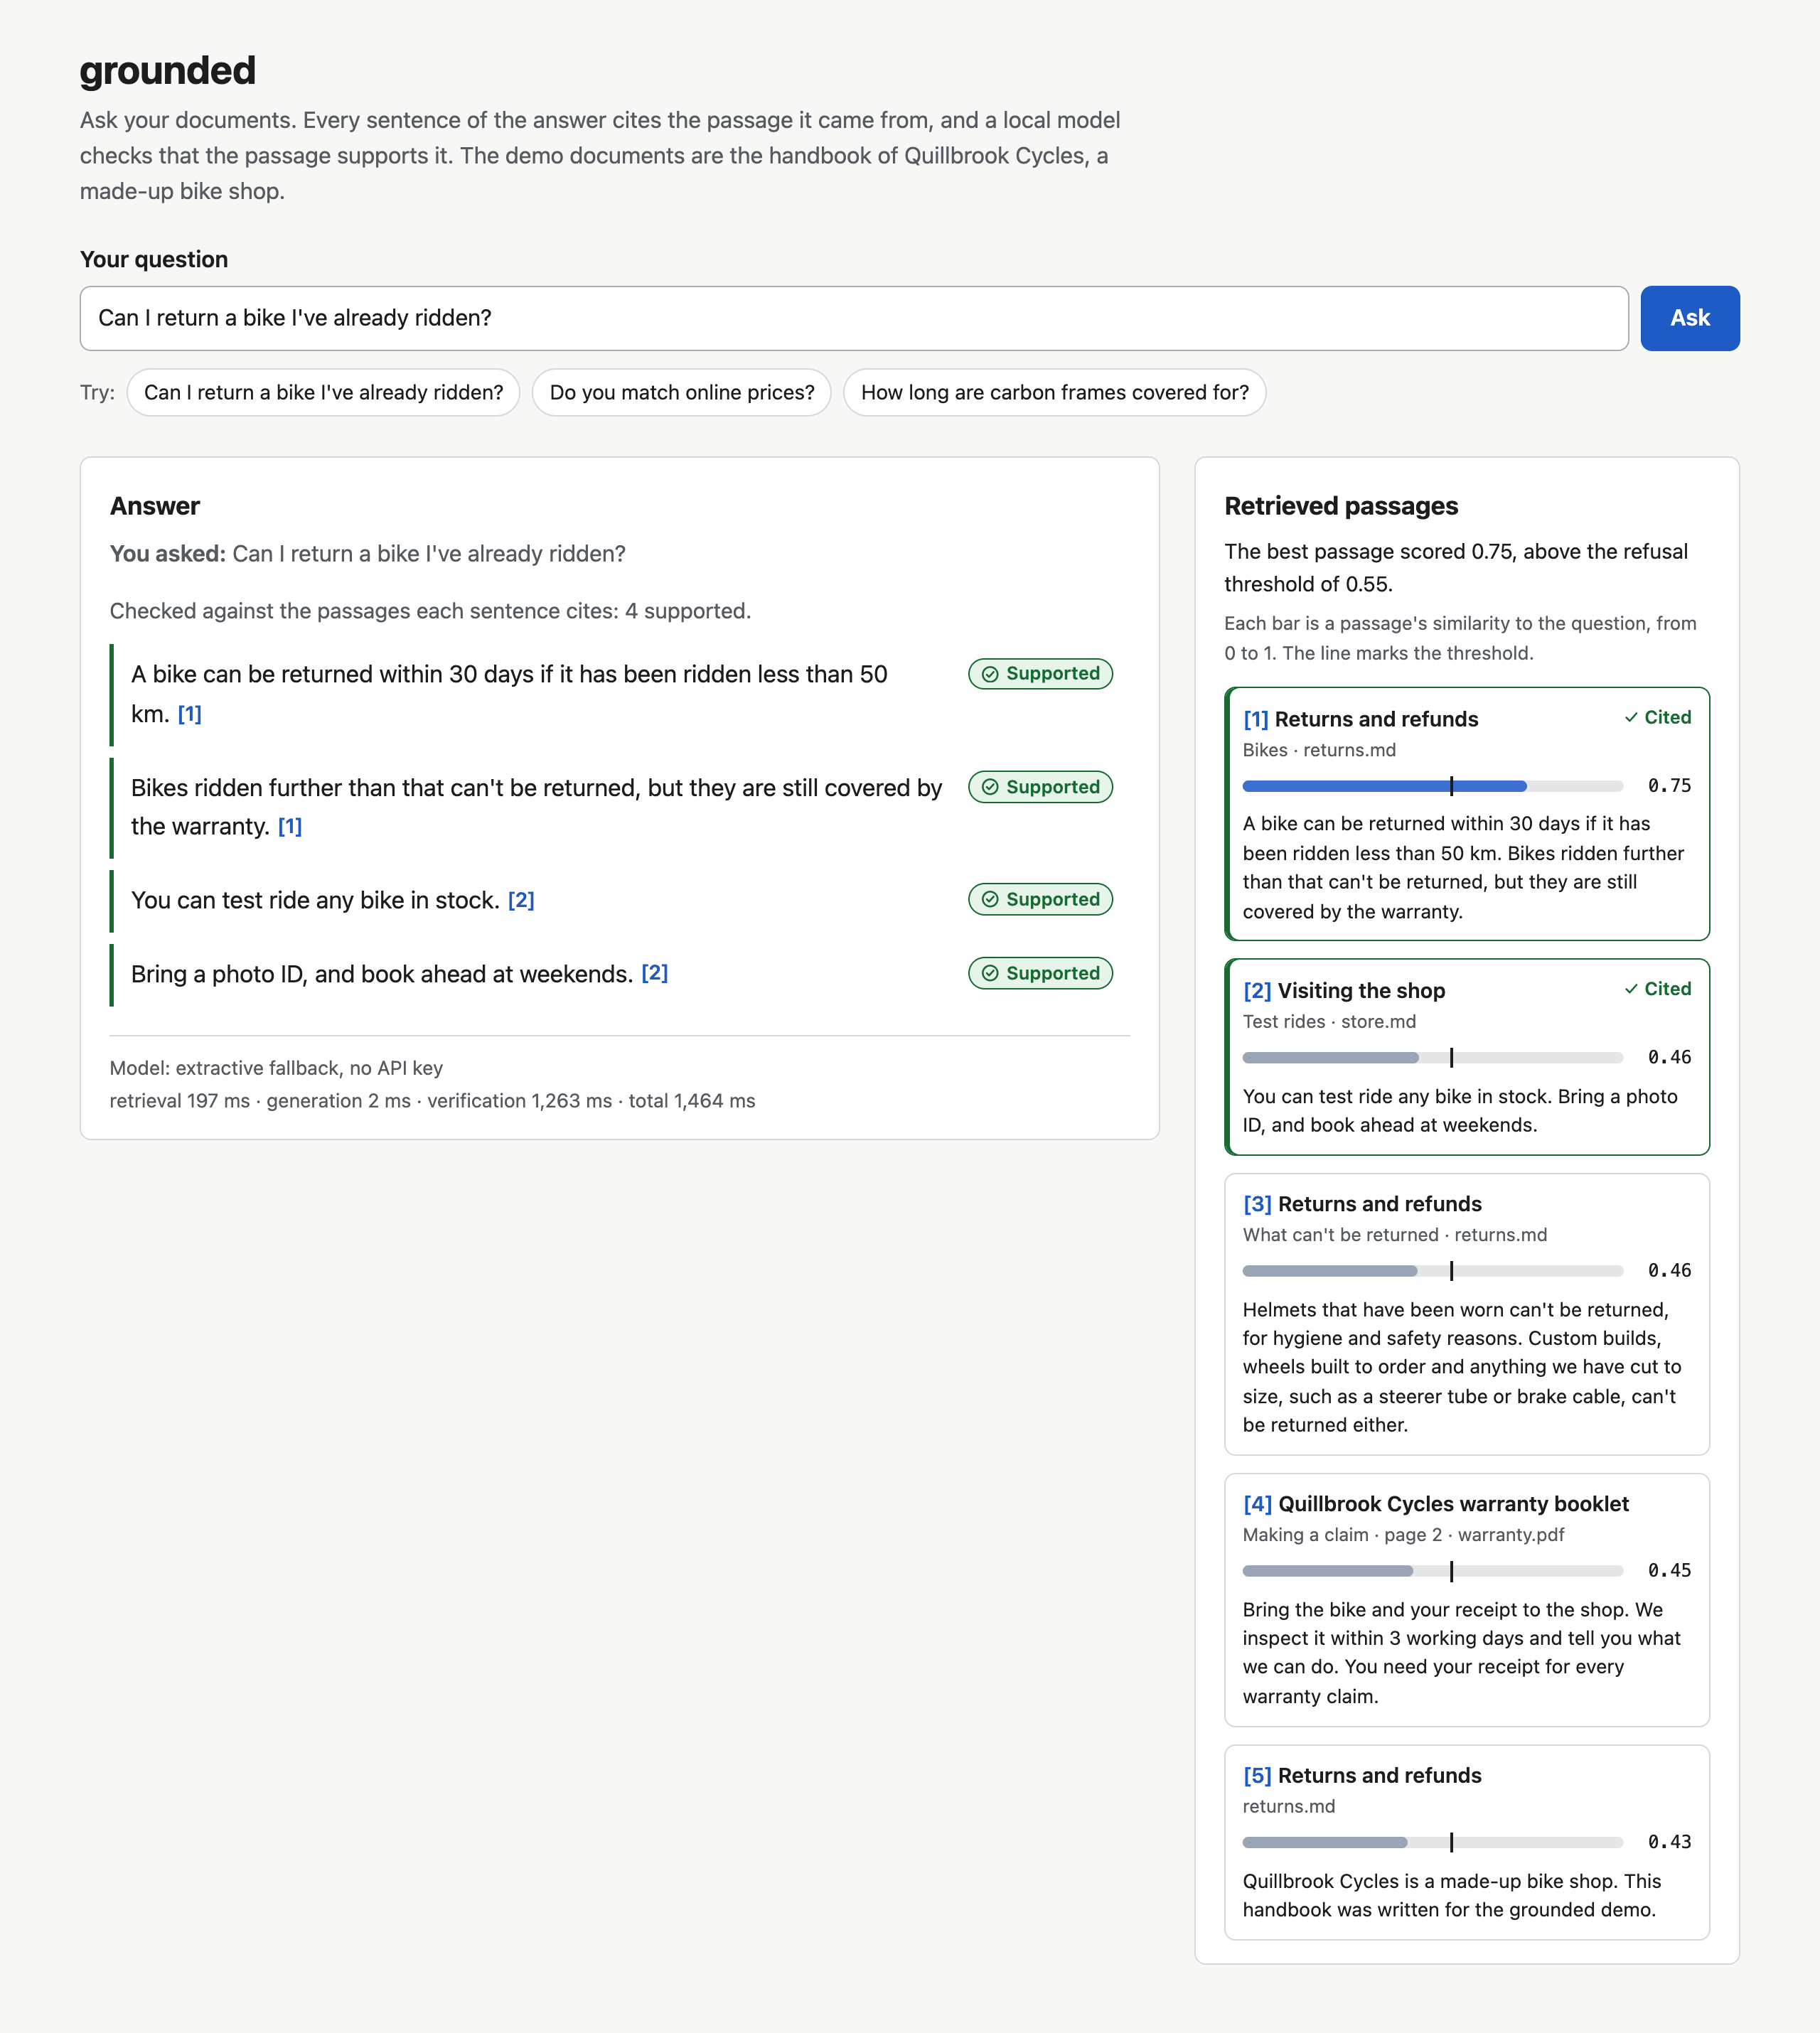 grounded
Ask your documents. Every sentence of the answer cites the passage it came from, and a local model
checks that the passage supports it. The demo documents are the handbook of Quillbrook Cycles, a
made-up bike shop.
Your question
Can I return a bike I've already ridden?
Ask
Try:
Can I return a bike I've already ridden?
Do you match online prices?
How long are carbon frames covered for?
Answer
You asked: Can I return a bike I've already ridden?
Checked against the passages each sentence cites: 4 supported.
A bike can be returned within 30 days if it has been ridden less than 50
km. [1]
Supported
Bikes ridden further than that can't be returned, but they are still covered by
the warranty. [1]
Supported
You can test ride any bike in stock. [2]
Supported
Bring a photo ID, and book ahead at weekends. [2]
Supported
Model: extractive fallback, no API key
retrieval 197 ms · generation 2 ms · verification 1,263 ms · total 1,464 ms
Retrieved passages
The best passage scored 0.75, above the refusal
threshold of 0.55.
Each bar is a passage's similarity to the question, from
0 to 1. The line marks the threshold.
[1] Returns and refunds
✓ Cited
Bikes · returns.md
0.75
A bike can be returned within 30 days if it has
been ridden less than 50 km. Bikes ridden further
than that can't be returned, but they are still
covered by the warranty.
[2] Visiting the shop
✓ Cited
Test rides · store.md
0.46
You can test ride any bike in stock. Bring a photo
ID, and book ahead at weekends.
[3] Returns and refunds
What can't be returned · returns.md
0.46
Helmets that have been worn can't be returned,
for hygiene and safety reasons. Custom builds,
wheels built to order and anything we have cut to
size, such as a steerer tube or brake cable, can't
be returned either.
[4] Quillbrook Cycles warranty booklet
Making a claim · page 2 · warranty.pdf
0.45
Bring the bike and your receipt to the shop. We
inspect it within 3 working days and tell you what
we can do. You need your receipt for every
warranty claim.
[5] Returns and refunds
returns.md
0.43
Quillbrook Cycles is a made-up bike shop. This
handbook was written for the grounded demo.